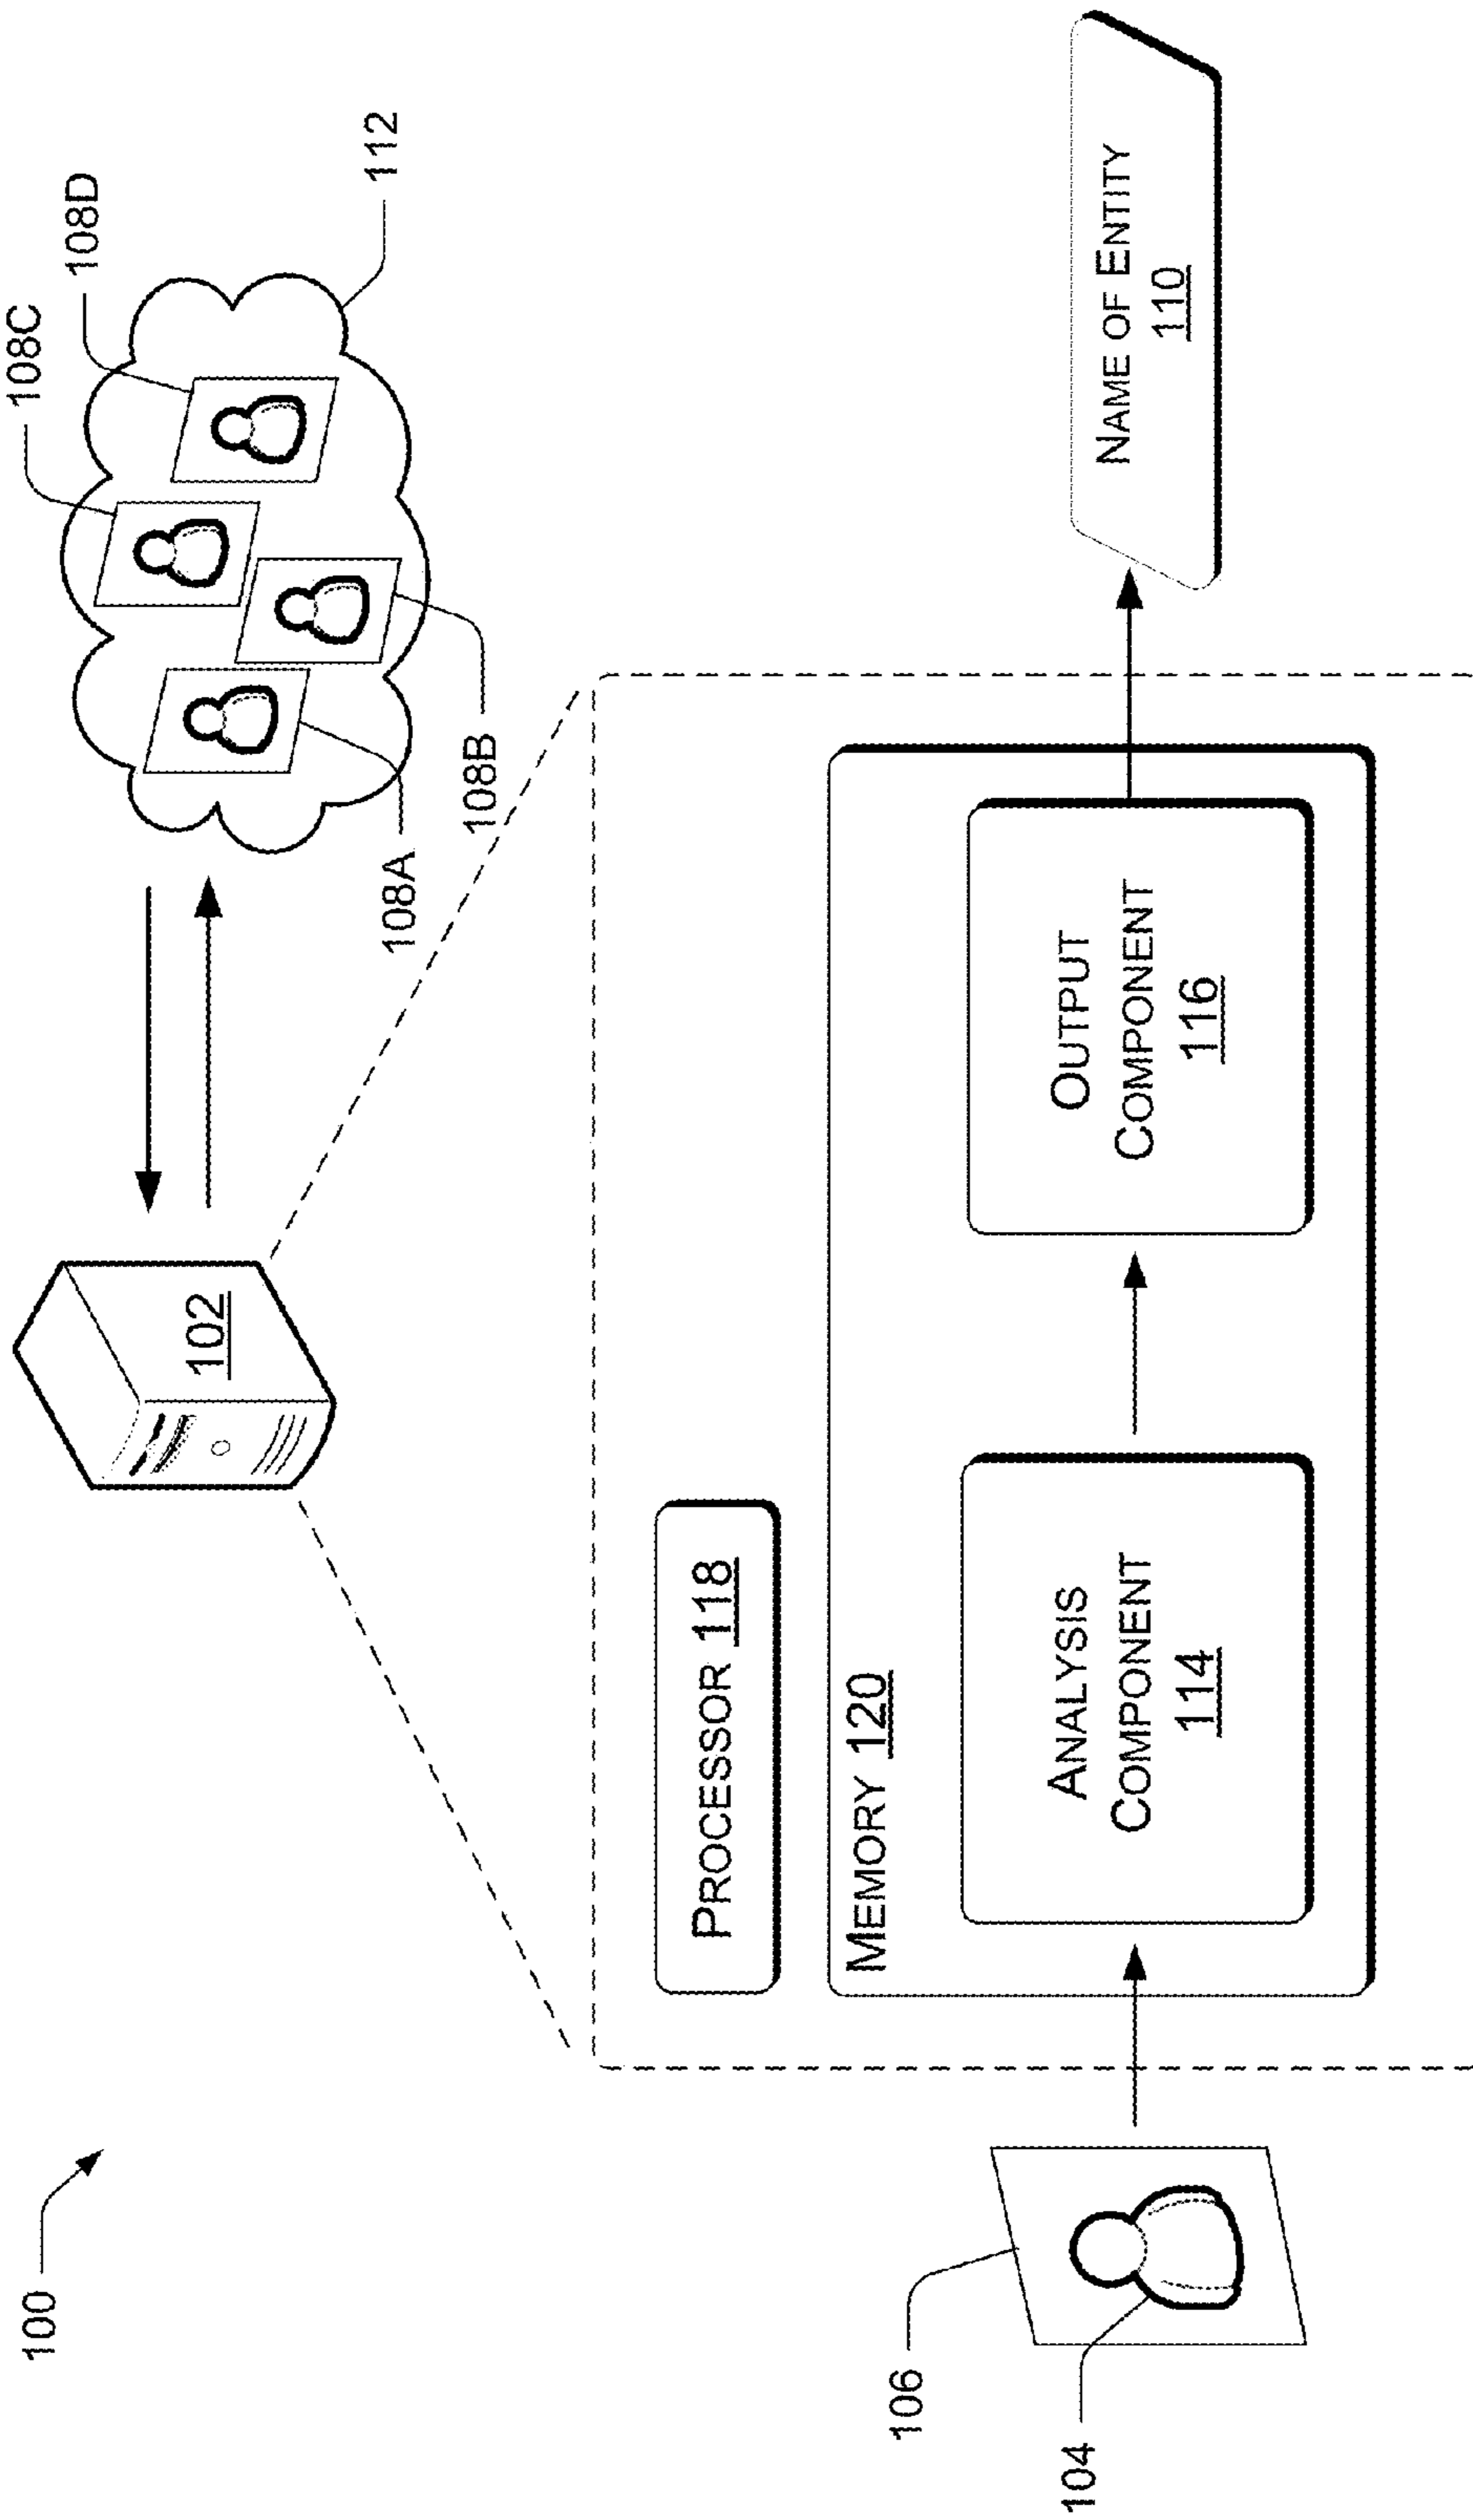 100
102
108C
108D
112
108A
108B
PROCESSOR 118
MEMORY 120
106
104
ANALYSIS
COMPONENT
114
OUTPUT
COMPONENT
116
NAME OF ENTITY
110